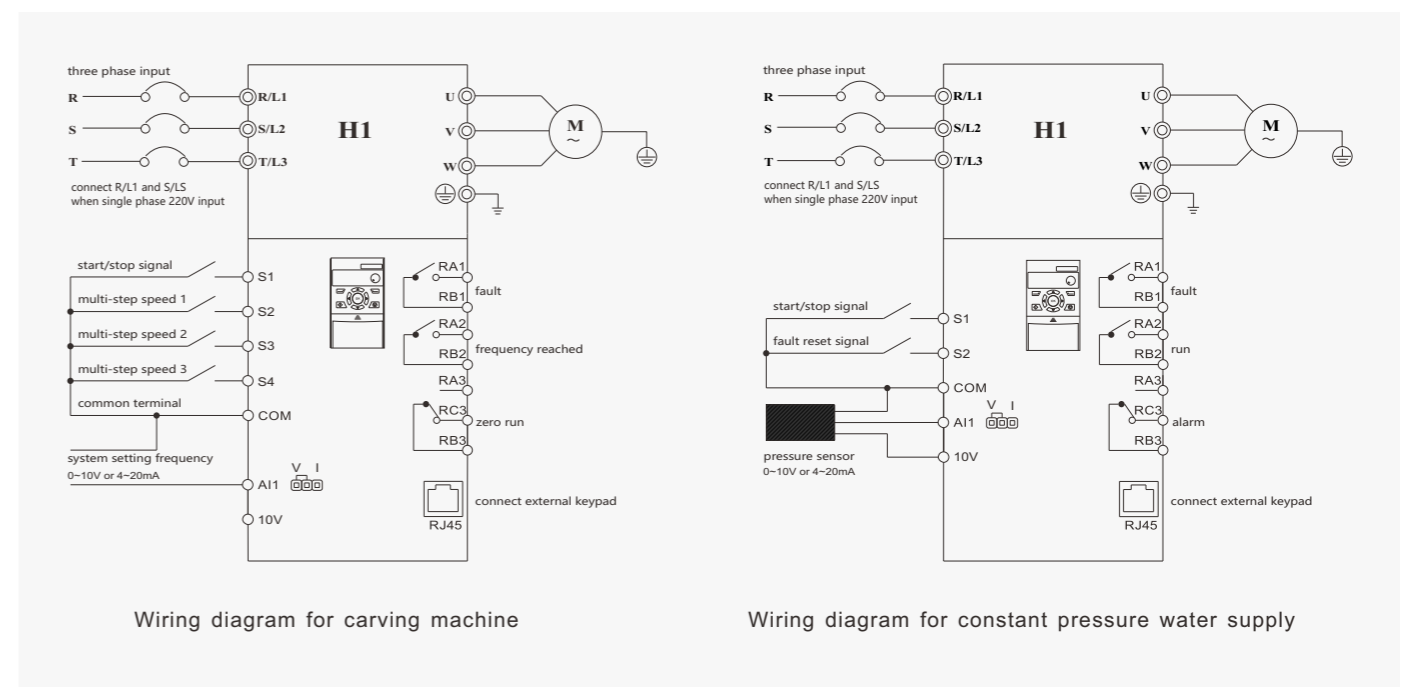 three phase input
R
R/L1
U
S
S/L2
H1
V
M
~
T
T/L3
W
connect R/L1 and S/LS
when single phase 220V input
start/stop signal
S1
RA1
fault
multi-step speed 1
S2
RB1
multi-step speed 2
S3
RA2
frequency reached
RB2
multi-step speed 3
S4
RA3
common terminal
COM
RC3
zero run
RB3
system setting frequency
0~10V or 4~20mA
V I
AI1
connect external keypad
10V
RJ45
Wiring diagram for carving machine
three phase input
R
R/L1
U
S
S/L2
H1
V
M
~
T
T/L3
W
connect R/L1 and S/LS
when single phase 220V input
RA1
fault
RB1
start/stop signal
S1
RA2
fault reset signal
S2
RB2
run
COM
RA3
V I
RC3
AI1
alarm
RB3
pressure sensor
10V
0~10V or 4~20mA
connect external keypad
RJ45
Wiring diagram for constant pressure water supply